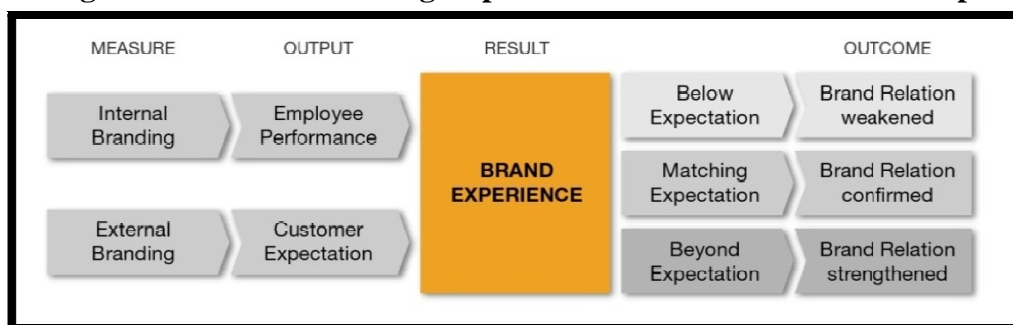 MEASURE OUTPUT RESULT OUTCOME
Internal
Branding
Employee
Performance
External
Branding
Customer
Expectation
BRAND
EXPERIENCE
Below
Expectation
Brand Relation
weakened
Matching
Expectation
Brand Relation
confirmed
Beyond
Expectation
Brand Relation
strengthened